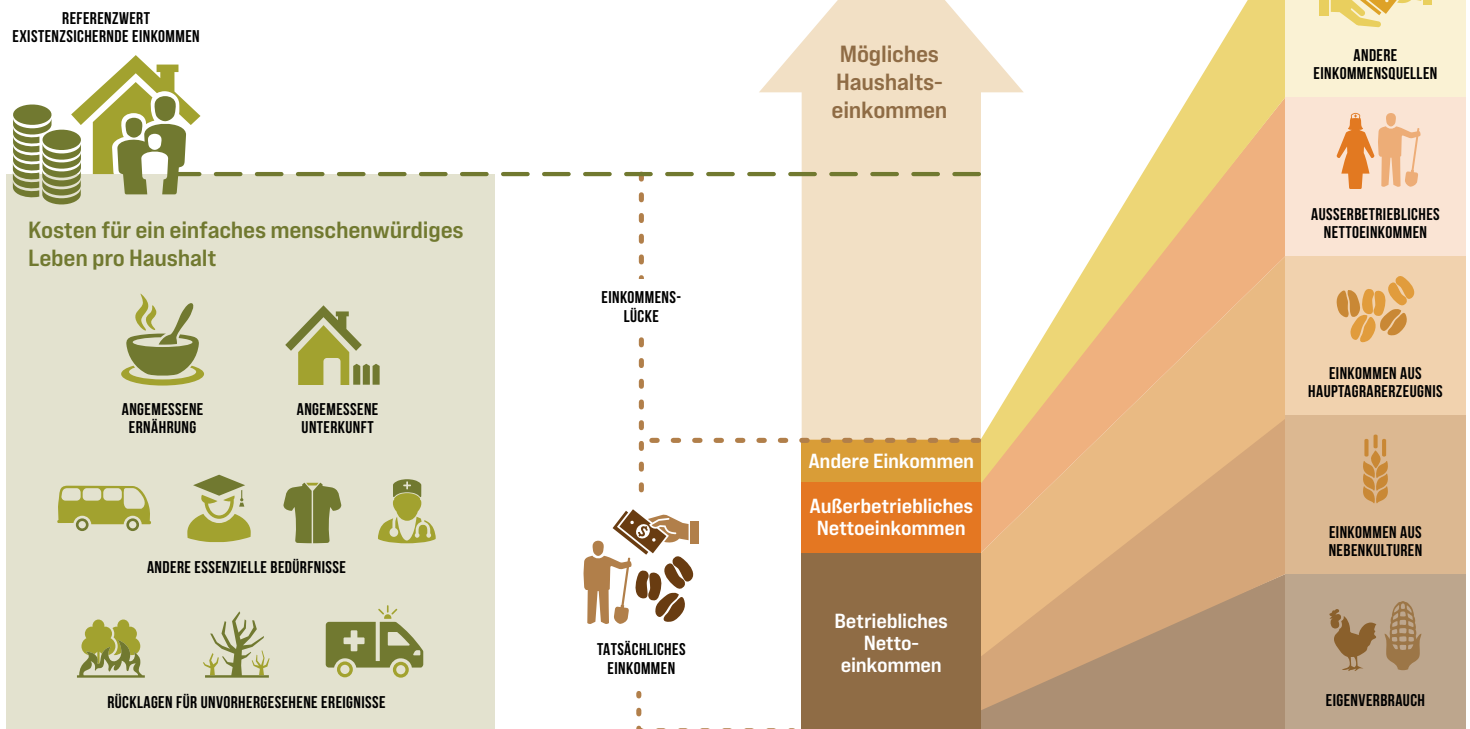 REFERENZWERT
EXISTENZSICHERNDE EINKOMMEN
Kosten für ein einfaches menschenwürdiges
Leben pro Haushalt
ANGEMESSENE
ERNÄHRUNG
ANGEMESSENE
UNTERKUNFT
ANDERE ESSENZIELLE BEDÜRFNISSE
RÜCKLAGEN FÜR UNVORHERGESEHENE EREIGNISSE
EINKOMMENS-
LÜCKE
$
TATSÄCHLICHES
EINKOMMEN
Mögliches
Haushalts-
einkommen
Andere Einkommen
Außerbetriebliches
Nettoeinkommen
Betriebliches
Netto-
einkommen
ANDERE
EINKOMMENSQUELLEN
AUSSERBETRIEBLICHES
NETTOEINKOMMEN
EINKOMMEN AUS
HAUPTAGRARERZEUGNIS
EINKOMMEN AUS
NEBENKULTUREN
EIGENVERBRAUCH